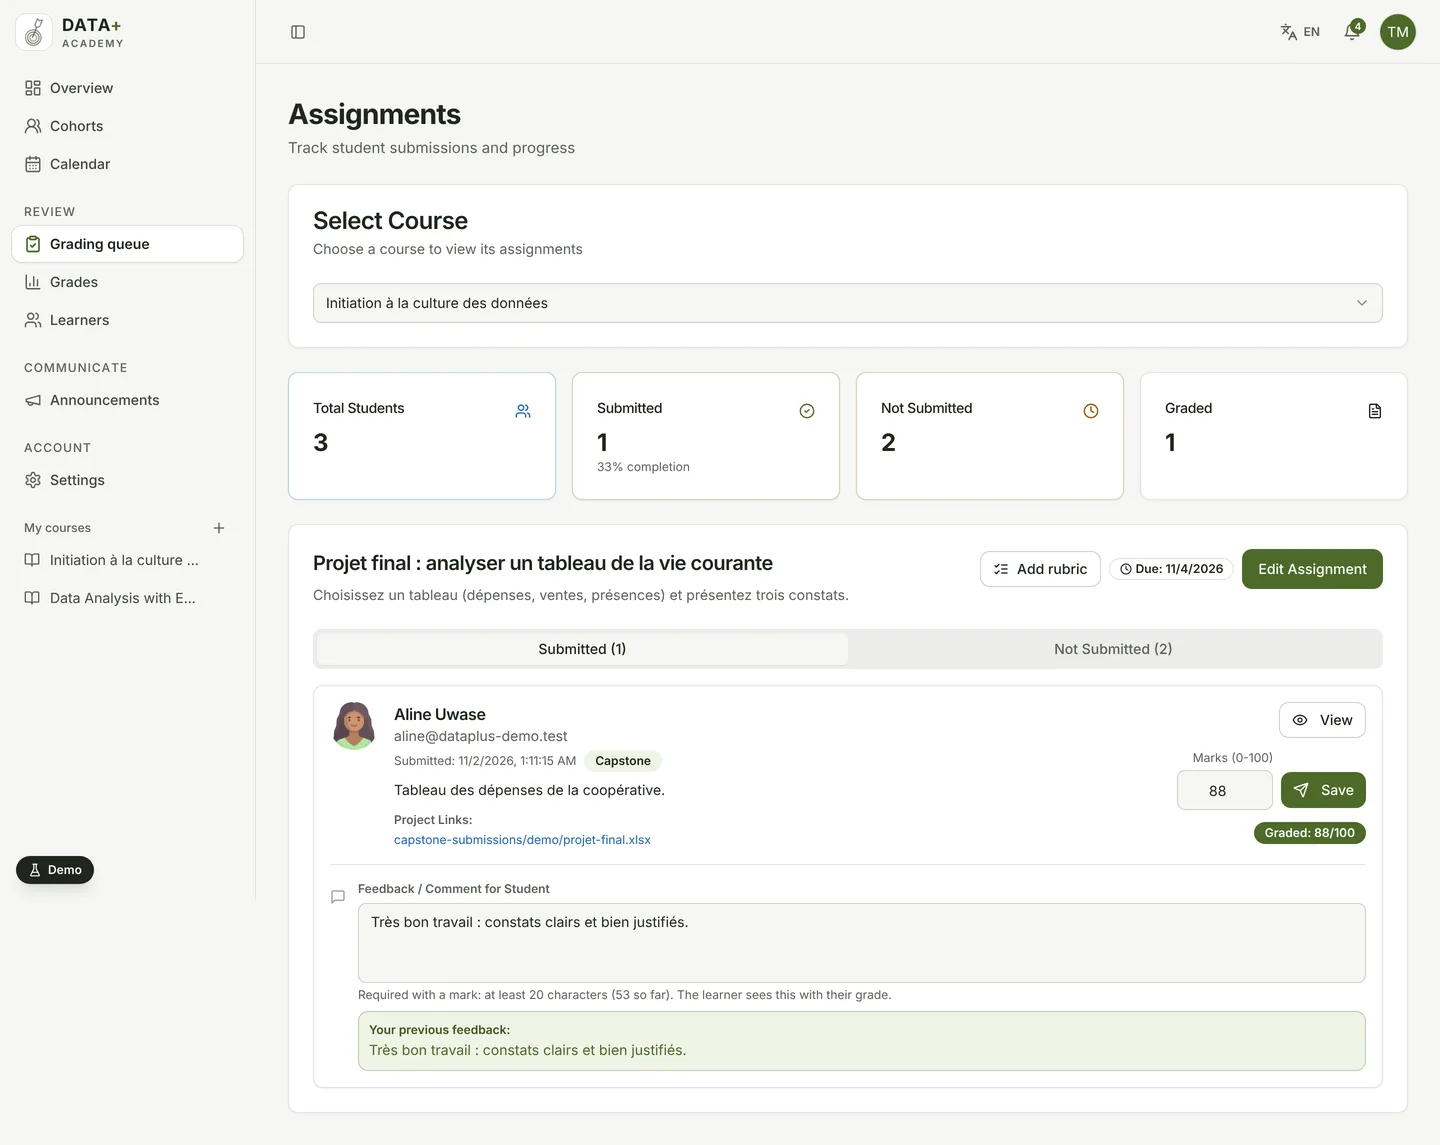 DATA+
ACADEMY
EN
4
TM
Overview
Cohorts
Calendar
REVIEW
Grading queue
Grades
Learners
COMMUNICATE
Announcements
ACCOUNT
Settings
My courses
Initiation à la culture ...
Data Analysis with E...
Demo
Assignments
Track student submissions and progress
Select Course
Choose a course to view its assignments
Initiation à la culture des données
Total Students
3
Submitted
1
33% completion
Not Submitted
2
Graded
1
Projet final : analyser un tableau de la vie courante
Choisissez un tableau (dépenses, ventes, présences) et présentez trois constats.
Add rubric
Due: 11/4/2026
Edit Assignment
Submitted (1)
Not Submitted (2)
Aline Uwase
aline@dataplus-demo.test
Submitted: 11/2/2026, 1:11:15 AM
Capstone
Tableau des dépenses de la coopérative.
Project Links:
capstone-submissions/demo/projet-final.xlsx
View
Marks (0-100)
88
Save
Graded: 88/100
Feedback / Comment for Student
Très bon travail : constats clairs et bien justifiés.
Required with a mark: at least 20 characters (53 so far). The learner sees this with their grade.
Your previous feedback:
Très bon travail : constats clairs et bien justifiés.